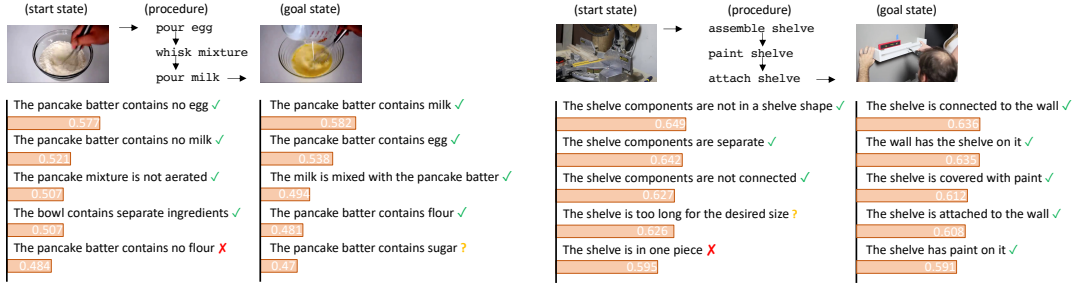 (start state) (procedure) (goal state)
pour egg
whisk mixture
pour milk
The pancake batter contains no egg ✓
0.577
The pancake batter contains no milk ✓
0.521
The pancake mixture is not aerated ✓
0.507
The bowl contains separate ingredients ✓
0.507
The pancake batter contains no flour ✗
0.484
The pancake batter contains milk ✓
0.582
The pancake batter contains egg ✓
0.538
The milk is mixed with the pancake batter ✓
0.494
The pancake batter contains flour ✓
0.481
The pancake batter contains sugar ?
0.47
(start state) (procedure) (goal state)
assemble shelve
paint shelve
attach shelve
The shelve components are not in a shelve shape ✓
0.649
The shelve components are separate ✓
0.642
The shelve components are not connected ✓
0.627
The shelve is too long for the desired size ?
0.626
The shelve is in one piece ✗
0.595
The shelve is connected to the wall ✓
0.636
The wall has the shelve on it ✓
0.635
The shelve is covered with paint ✓
0.612
The shelve is attached to the wall ✓
0.608
The shelve has paint on it ✓
0.591